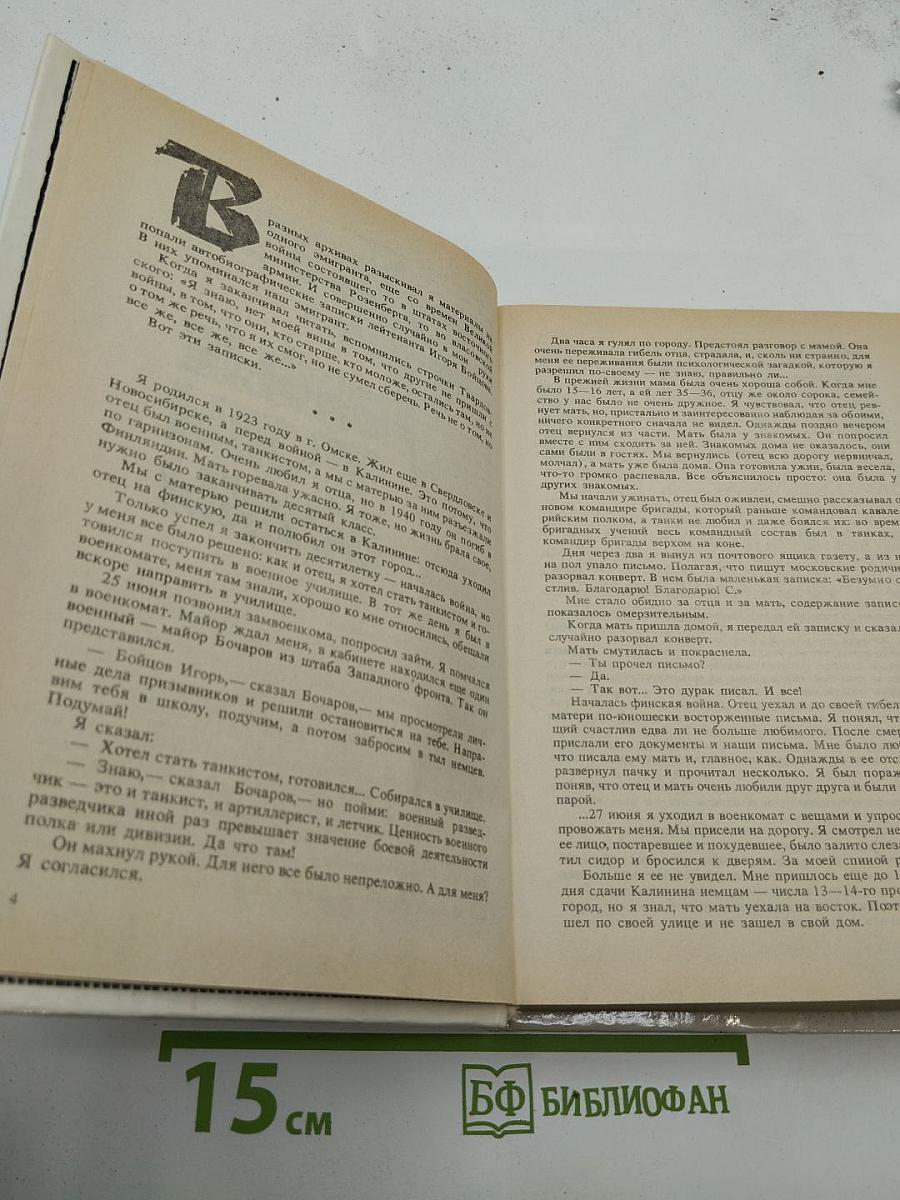 В
разных архивах разыскивал я материалы на
одного эмигранта, еще со времен Великой
войны состоявшего то в штатах восточного
министерства Розенберга, то во власовской
армии. И совершенно случайно в мои руки
попали автобиографические записки лейтенанта Игоря Бойцова.
В них упоминался наш эмигрант.
Когда я заканчивал читать, вспомнились строчки Твардов-
ского: «Я знаю, нет моей вины в том, что другие не пришли с
войны, в том, что они, кто старше, кто моложе, остались там, но не
о том же речь, что я их смог, но не сумел сберечь. Речь не о том, но
все же, все же, все же...»
Вот эти записки.
* * *
Я родился в 1923 году в г. Омске. Жил еще в Свердловске и
Новосибирске, а перед войной — в Калинине. Это потому, что
отец был военным, танкистом, а мы с матерью за ним разъезжали
по гарнизонам. Очень любил я отца, но в 1940 году он погиб в
Финляндии. Мать горевала ужасно. Я тоже, но жизнь брала свое,
нужно было заканчивать десятый класс.
Мы с матерью решили остаться в Калинине: отсюда уходил
отец на финскую, да и полюбил он этот город...
Только успел я закончить десятилетку — началась война, но
у меня все было решено: как и отец, я хотел стать танкистом и го-
товился поступить в военное училище. В тот же день я был в
военкомате, меня там знали, хорошо ко мне относились, обещали
вскоре направить в училище.
25 июня позвонил замвоенкома, попросил зайти. Я помчался
в военкомат. Майор ждал меня, в кабинете находился еще один
военный — майор Бочаров из штаба Западного фронта. Так он
представился.
— Бойцов Игорь,— сказал Бочаров,— мы просмотрели лич-
ные дела призывников и решили остановиться на тебе. Напра-
вим тебя в школу, подучим, а потом забросим в тыл немцев.
Подумай!
Я сказал:
— Хотел стать танкистом, готовился... Собирался в училище.
— Знаю,— сказал Бочаров,— но пойми: военный развед-
чик — это и танкист, и артиллерист, и летчик. Ценность военного
разведчика иной раз превышает значение боевой деятельности
полка или дивизии. Да что там!
Он махнул рукой. Для него все было непреложно. А для меня?
Я согласился.
4
Два часа я гулял по городу. Предстоял разговор с мамой. Она
очень переживала гибель отца, страдала, и, сколь ни странно, для
меня ее переживания были психологической загадкой, которую я
разрешил по-своему — не знаю, правильно ли...
В прежней жизни мама была очень хороша собой. Когда мне
было 15—16 лет, а ей лет 35—36, отцу же около сорока, семей-
ство у нас было не очень дружное. Я чувствовал, что отец рев-
нует мать, но, пристально и заинтересованно наблюдая за обоими,
ничего конкретного сначала не видел. Однажды поздно вечером
отец вернулся из части. Мать была у знакомых. Он попросил
вместе с ним сходить за ней. Знакомых дома не оказалось, они
сами были в гостях. Мы вернулись (отец всю дорогу нервничал,
молчал), а мать уже была дома. Она готовила ужин, была весела,
что-то громко распевала. Все объяснилось просто: она была у
других знакомых.
Мы начали ужинать, отец был оживлен, смешно рассказывал о
новом командире бригады, который раньше командовал кавале-
рийским полком, а танки не любил и даже боялся их: во врем
бригадных учений весь командный состав был в танках,
командир бригады верхом на коне.
Дня через два я вынул из почтового ящика газету, а из н
на пол упало письмо. Полагая, что пишут московские родичи
разорвал конверт. В нем была маленькая записка: «Безумно с
стлив. Благодарю! Благодарю! С.»
Мне стало обидно за отца и за мать, содержание записк
показалось омерзительным.
Когда мать пришла домой, я передал ей записку и сказал
случайно разорвал конверт.
Мать смутилась и покраснела.
— Ты прочел письмо?
— Да.
— Так вот... Это дурак писал. И все!
Началась финская война. Отец уехал и до своей гибел
матери по-юношески восторженные письма. Я понял, чт
щий счастлив едва ли не больше любимого. После смер
прислали его документы и наши письма. Мне было лю
что писала ему мать и, главное, как. Однажды в ее отс
развернул пачку и прочитал несколько. Я был пораж
поняв, что отец и мать очень любили друг друга и были
парой.
...27 июня я уходил в военкомат с вещами и упрос
провожать меня. Мы присели на дорогу. Я смотрел не
ее лицо, постаревшее и похудевшее, было залито слеза
тил сидор и бросился к дверям. За моей спиной р
Больше я ее не увидел. Мне пришлось еще до 1
дня сдачи Калинина немцам — числа 13—14-го про
город, но я знал, что мать уехала на восток. Поэт
шел по своей улице и не зашел в свой дом.
15 см
БФ БИБЛИОФАН